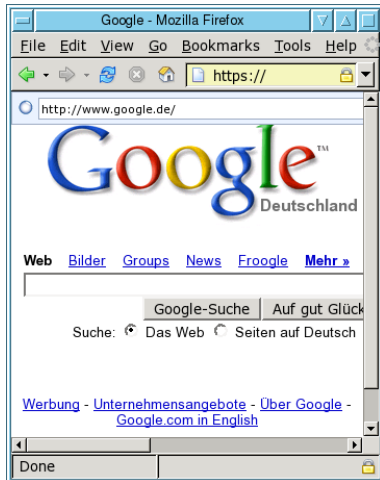 Google - Mozilla Firefox
File Edit View Go Bookmarks Tools Help
https://
http://www.google.de/
Google™
Deutschland
Web Bilder Groups News Froogle Mehr »
Google-Suche Auf gut Glück
Suche: Das Web Seiten auf Deutsch
Werbung - Unternehmensangebote - Über Google -
Google.com in English
Done